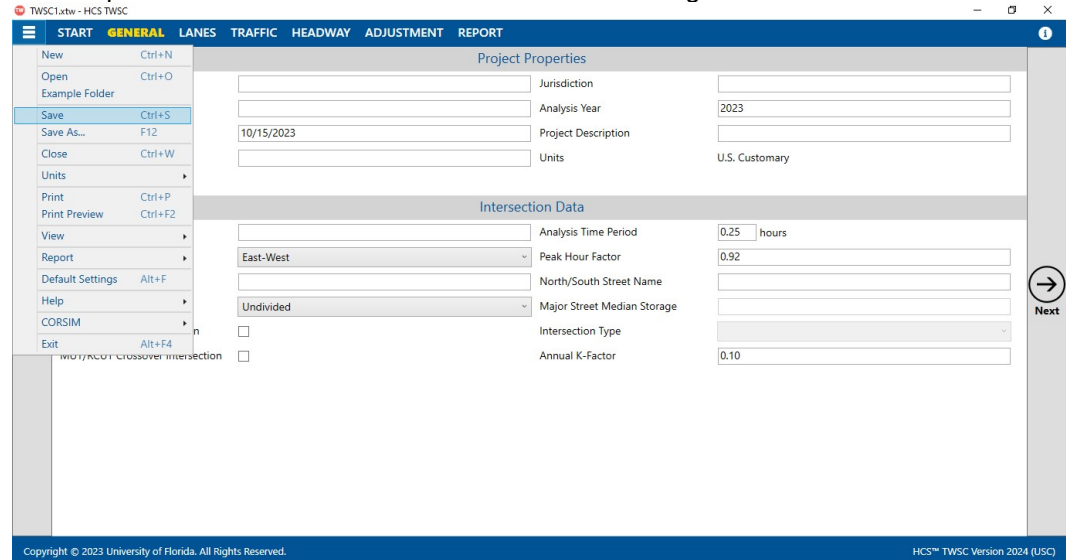 TWSC1.xtw - HCS TWSC
START GENERAL LANES TRAFFIC HEADWAY ADJUSTMENT REPORT
New Ctrl+N
Open Ctrl+O
Example Folder
Save Ctrl+S
Save As... F12
Close Ctrl+W
Units
Print Ctrl+P
Print Preview Ctrl+F2
View
Report
Default Settings Alt+F
Help
CORSIM
Exit Alt+F4
Project Properties
Jurisdiction
Analysis Year 2023
10/15/2023 Project Description
Units U.S. Customary
Intersection Data
Analysis Time Period 0.25 hours
East-West Peak Hour Factor 0.92
North/South Street Name
Undivided Major Street Median Storage
n Intersection Type
MUT/RCUT Crossover Intersection Annual K-Factor 0.10
Next
Copyright © 2023 University of Florida. All Rights Reserved. HCS™ TWSC Version 2024 (USC)